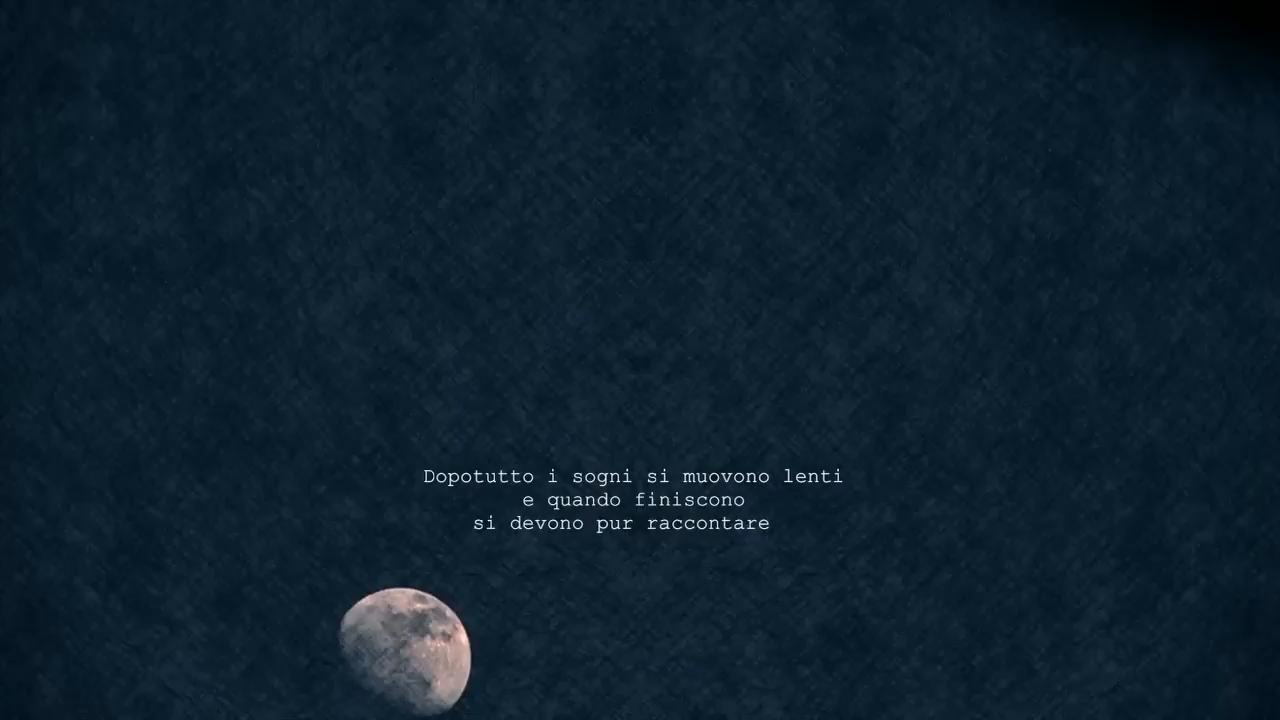 Dopotutto i sogni si muovono lenti
e quando finiscono
si devono pur raccontare